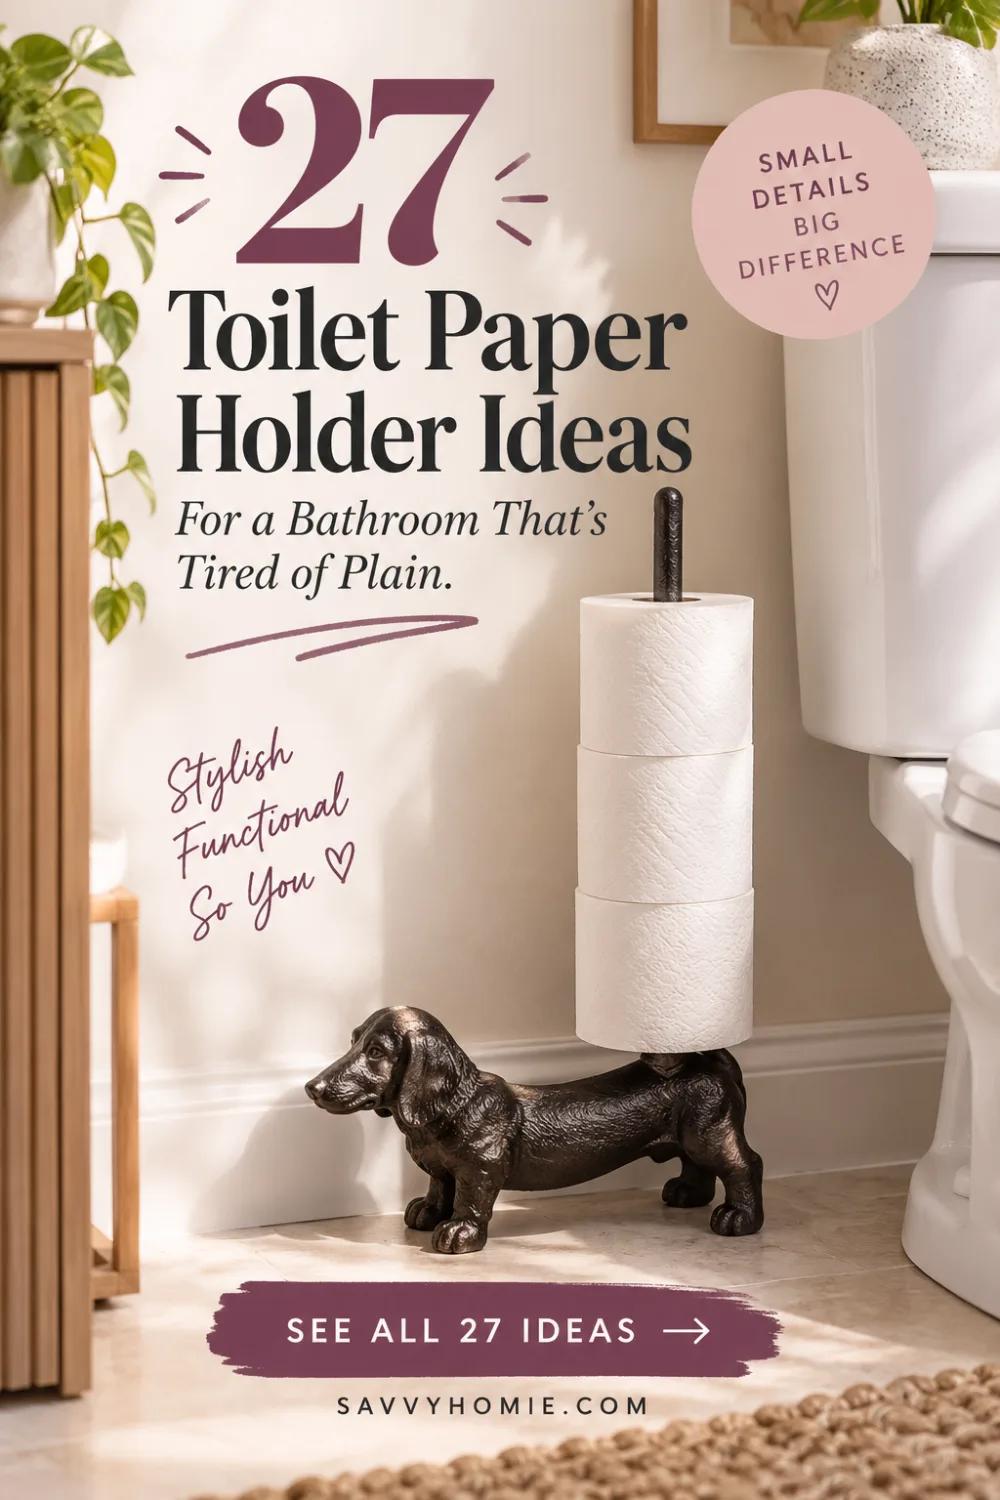 27
Toilet Paper
Holder Ideas
For a Bathroom That's
Tired of Plain.
SMALL
DETAILS
BIG
DIFFERENCE
Stylish
Functional
So You
SEE ALL 27 IDEAS
SAVVYHOMIE.COM